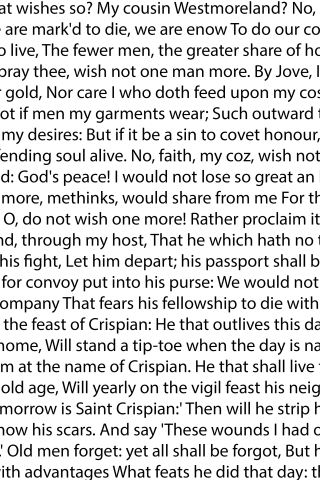 at wishes so? My cousin Westmoreland? No,
are mark'd to die, we are enow To do our co
o live, The fewer men, the greater share of ho
pray thee, wish not one man more. By Jove, I
gold, Nor care I who doth feed upon my cos
ot if men my garments wear; Such outward t
my desires: But if it be a sin to covet honour,
fending soul alive. No, faith, my coz, wish not
d: God's peace! I would not lose so great an
more, methinks, would share from me For th
O, do not wish one more! Rather proclaim it
nd, through my host, That he which hath no
his fight, Let him depart; his passport shall b
for convoy put into his purse: We would not
ompany That fears his fellowship to die with
the feast of Crispian: He that outlives this da
home, Will stand a tip-toe when the day is na
m at the name of Crispian. He that shall live
old age, Will yearly on the vigil feast his neig
morrow is Saint Crispian:' Then will he strip h
how his scars. And say 'These wounds I had o
' Old men forget: yet all shall be forgot, But h
with advantages What feats he did that day: t